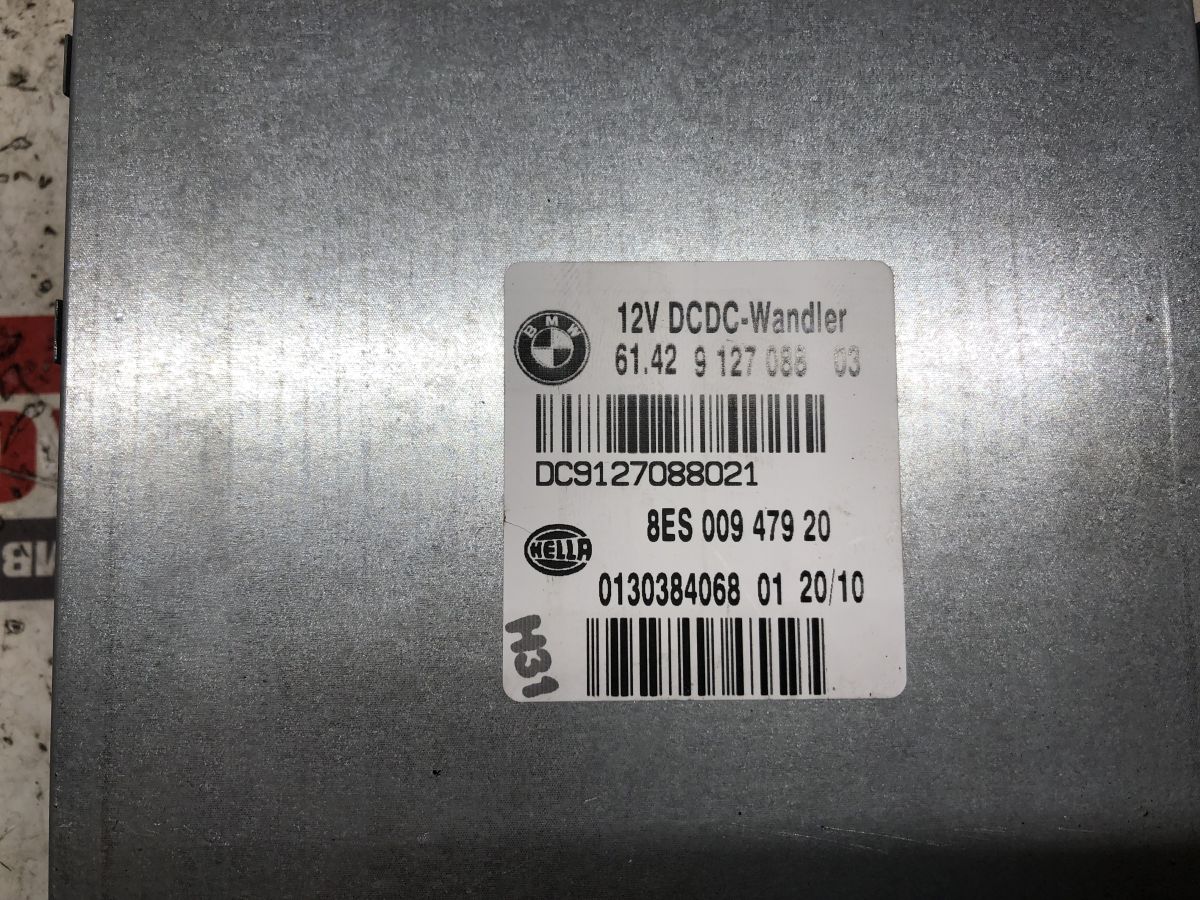 BMW
12V DCDC-Wandler
61.42 9 127 088 03
DC9127088021
8ES 009 479 20
HELLA
0130384068 01 20/10
M31
MB